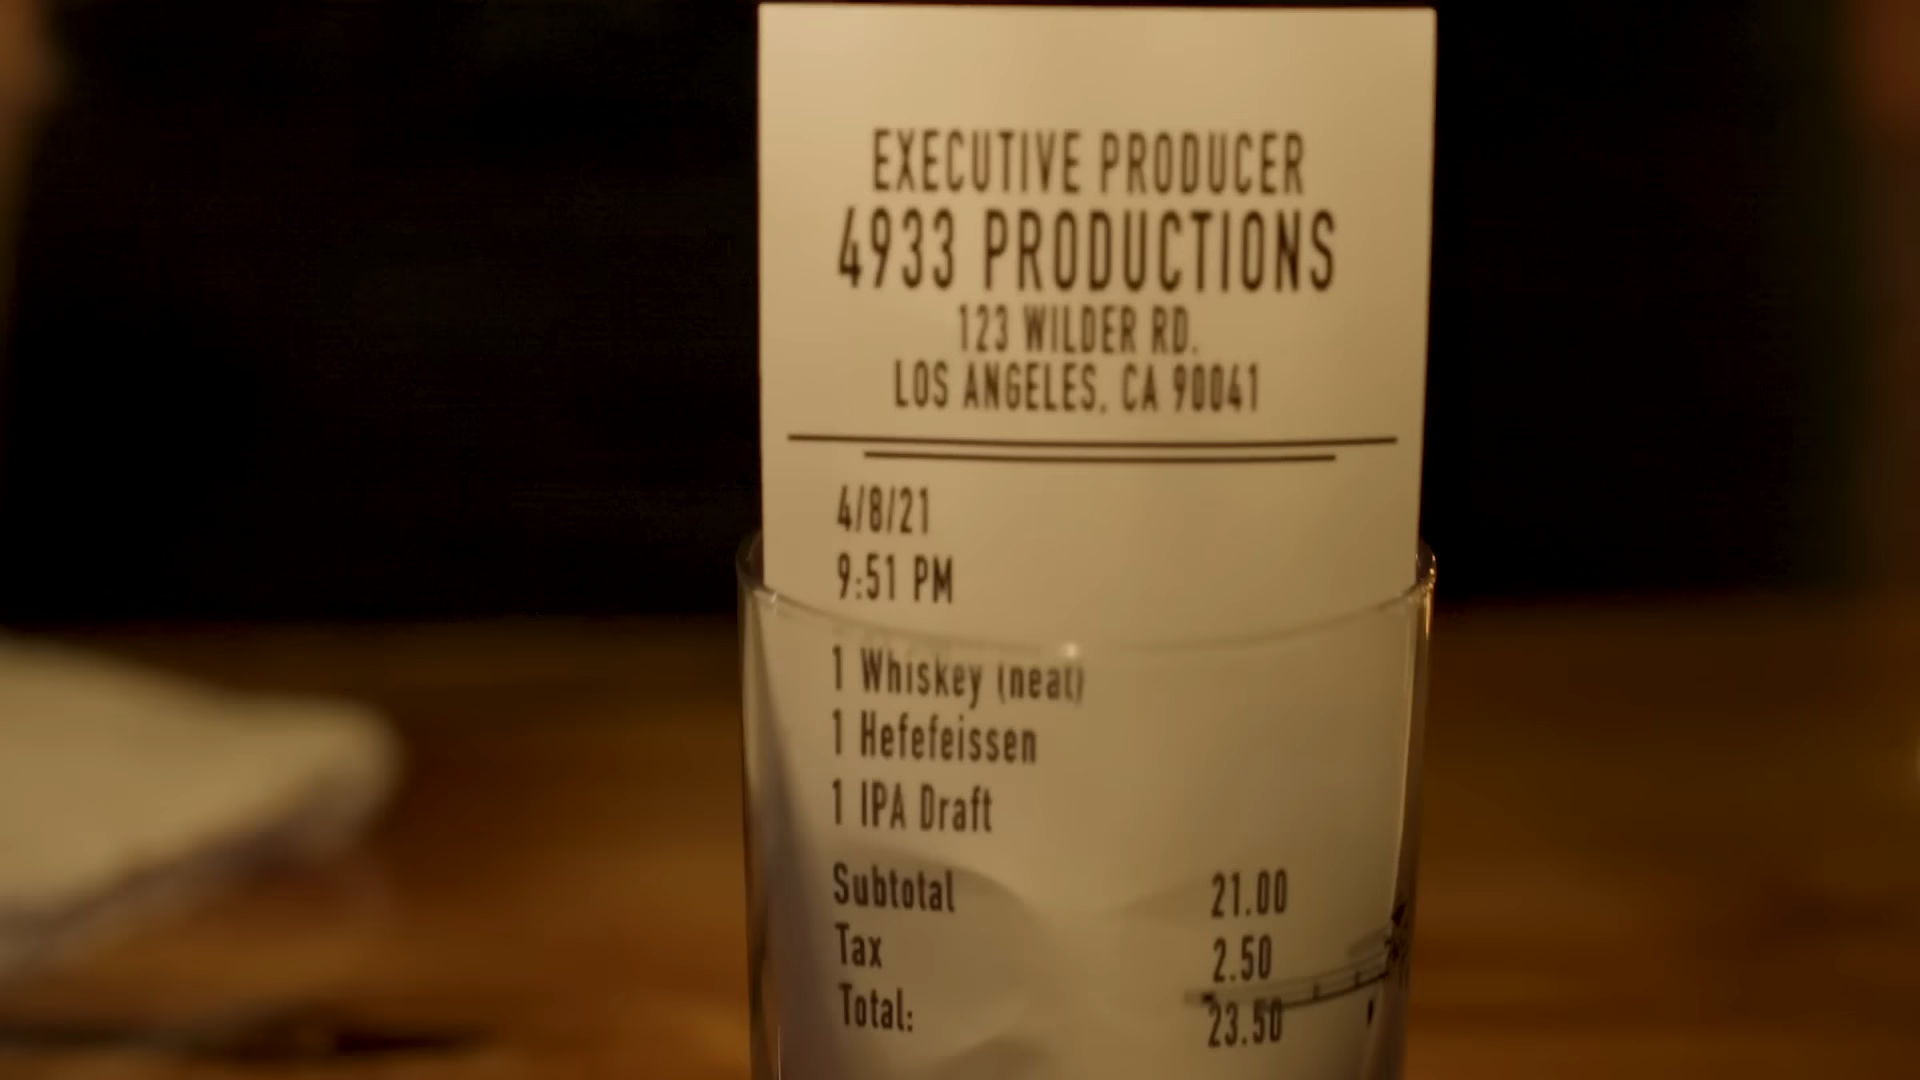 EXECUTIVE PRODUCER
4933 PRODUCTIONS
123 WILDER RD.
LOS ANGELES, CA 90041
4/8/21
9:51 PM
1 Whiskey (neat)
1 Hefefeissen
1 IPA Draft
Subtotal 21.00
Tax 2.50
Total: 23.50